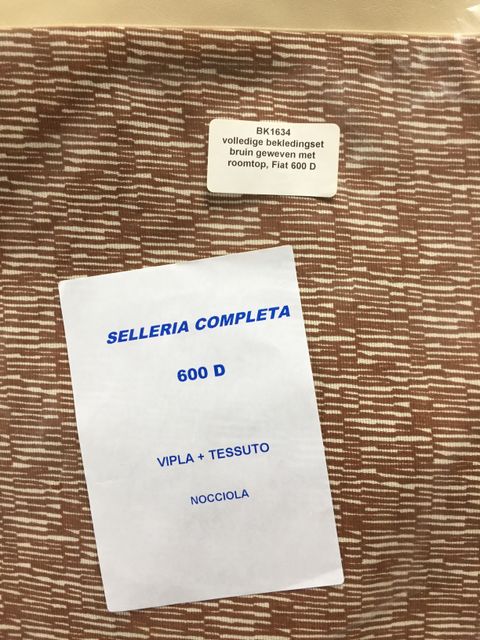 BK1634
volledige bekledingset
bruin geweven met
roomtop, Fiat 600 D
SELLERIA COMPLETA
600 D
VIPLA + TESSUTO
NOCCIOLA